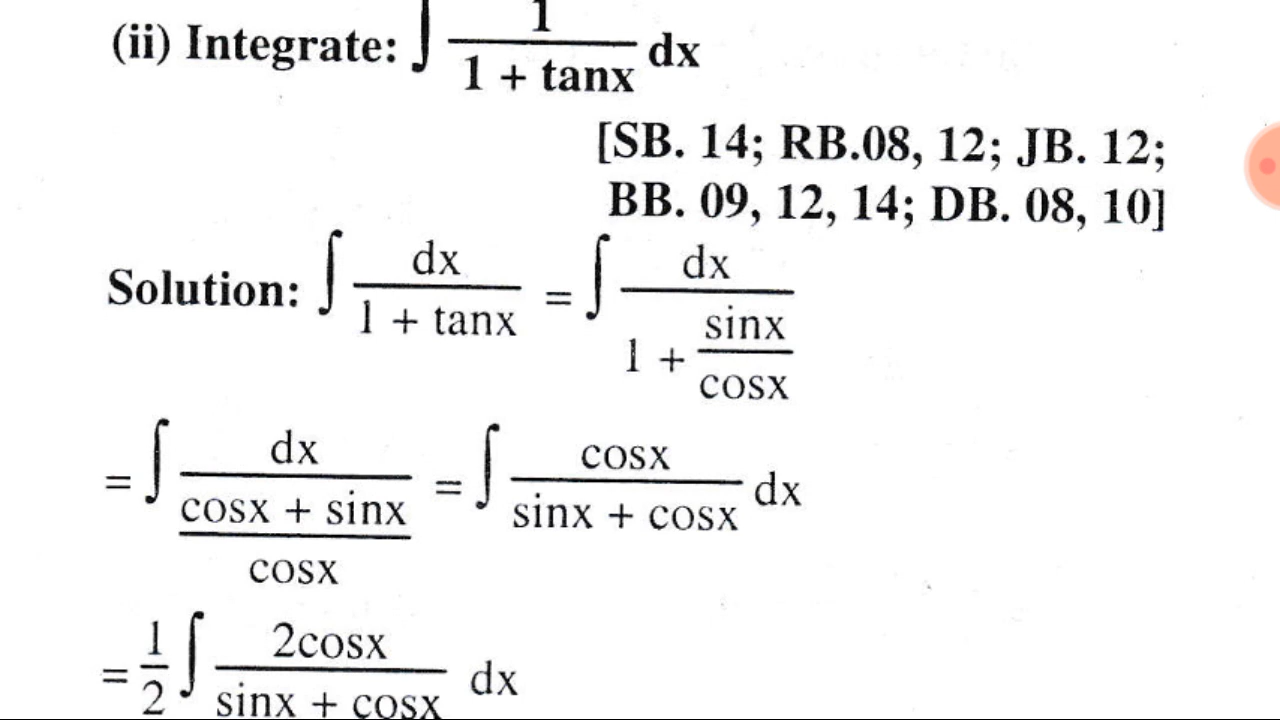 (ii) Integrate: ∫ 1/(1 + tanx) dx
[SB. 14; RB.08, 12; JB. 12;
BB. 09, 12, 14; DB. 08, 10]
Solution: ∫ dx/(1 + tanx) = ∫ dx/(1 + sinx/cosx)
= ∫ dx/((cosx + sinx)/cosx) = ∫ cosx/(sinx + cosx) dx
= 1/2 ∫ 2cosx/(sinx + cosx) dx